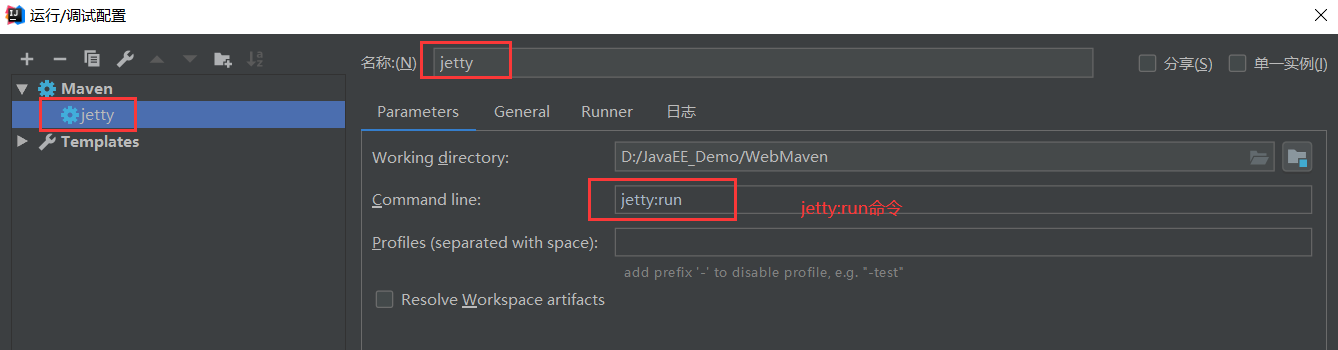 运行/调试配置
名称:(N) jetty 分享(S) 单一实例(I)
Maven
jetty
Templates
Parameters General Runner 日志
Working directory: D:/JavaEE_Demo/WebMaven
Command line: jetty:run jetty:run命令
Profiles (separated with space):
add prefix '-' to disable profile, e.g. "-test"
Resolve Workspace artifacts